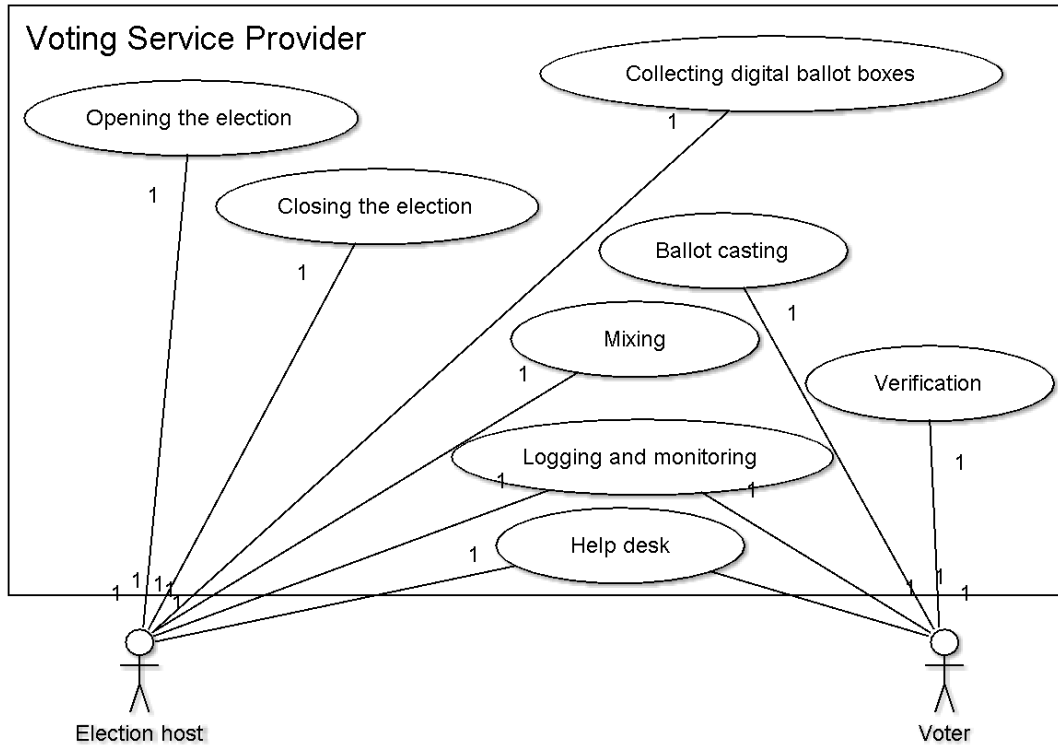 Voting Service Provider
Collecting digital ballot boxes
Opening the election
1
1
Closing the election
Ballot casting
1
1
Mixing
1
Verification
1
Logging and monitoring
1
1
Help desk
1
1
1
1
1
1
1
1
1
Election host
Voter